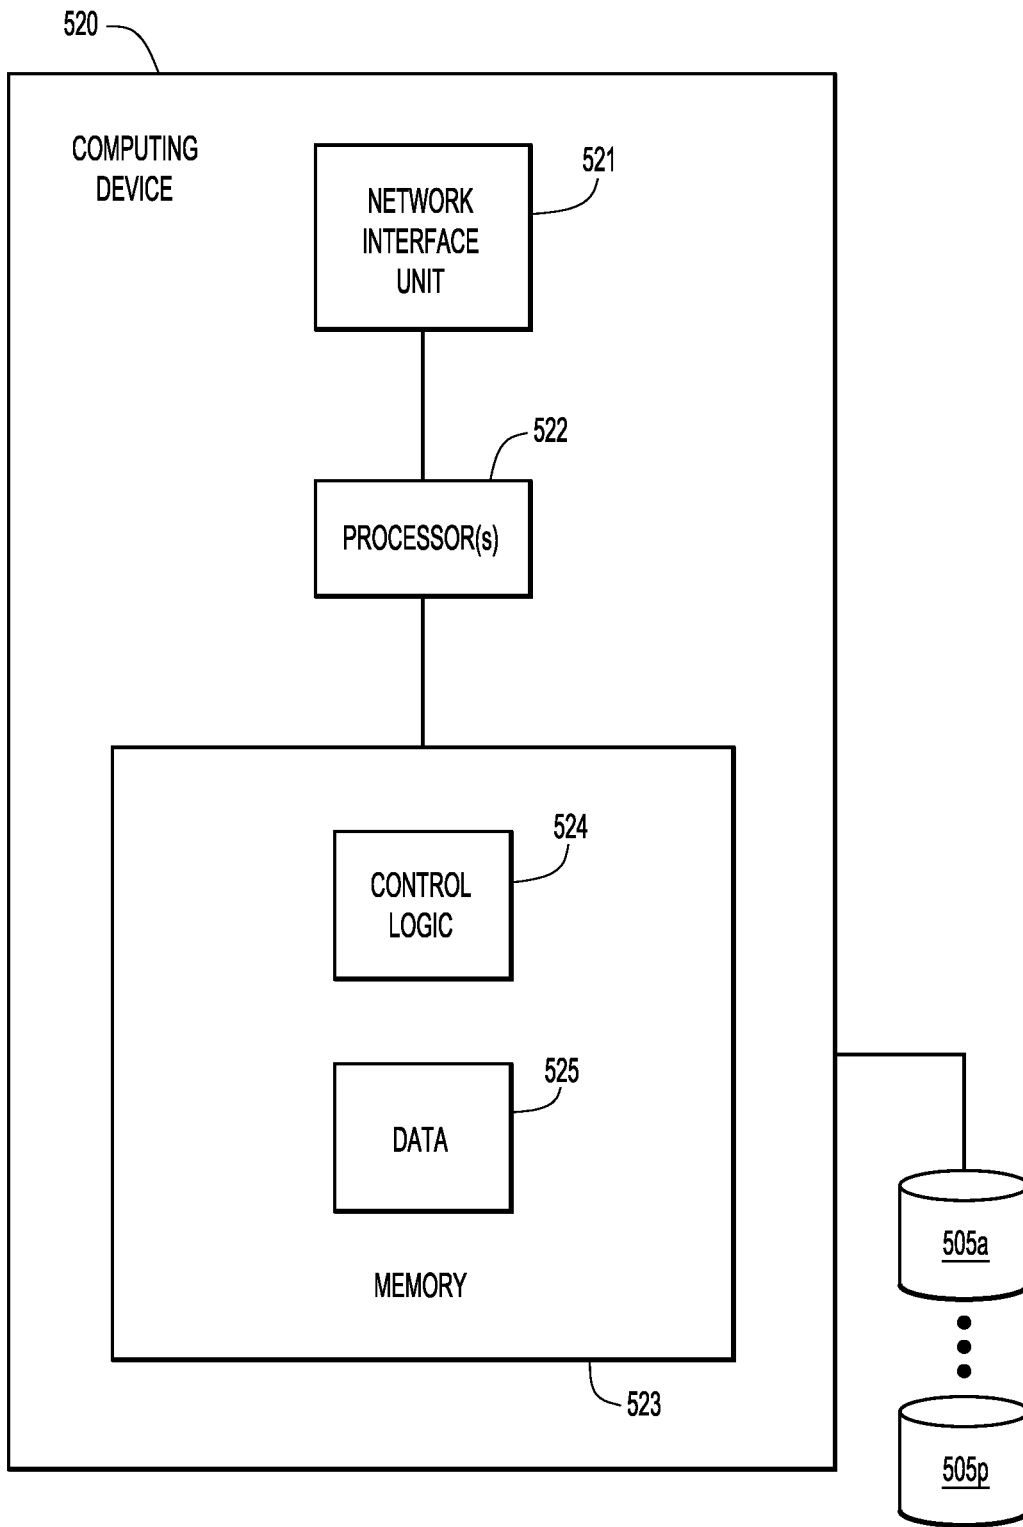 520
COMPUTING
DEVICE
521
NETWORK
INTERFACE
UNIT
522
PROCESSOR(s)
524
CONTROL
LOGIC
525
DATA
505a
MEMORY
523
505p